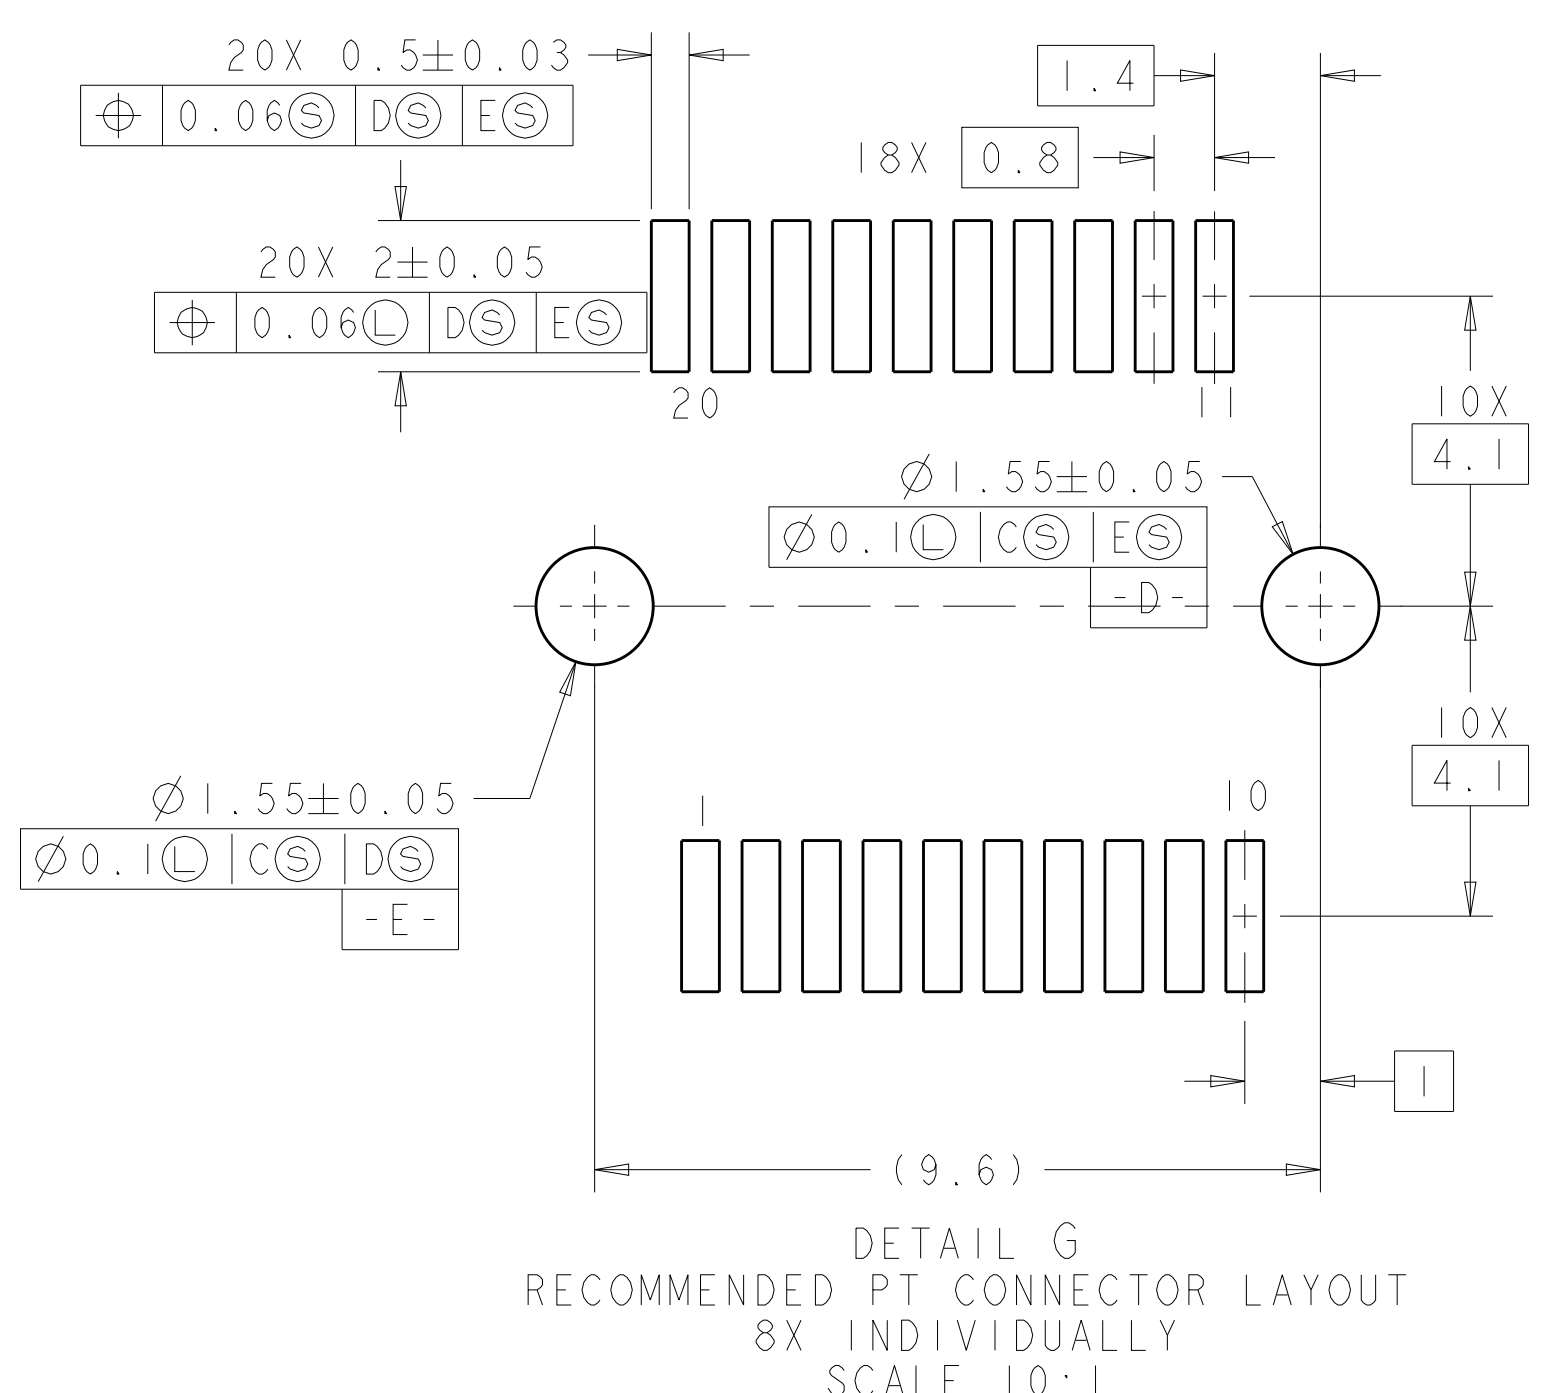 20X 0.5±0.03
⌖ 0.06Ⓢ DⓈ EⓈ
1.4
18X 0.8
20X 2±0.05
⌖ 0.06Ⓛ DⓈ EⓈ
20
11
10X
4.1
Ø1.55±0.05
Ø0.1Ⓛ CⓈ EⓈ
-D-
10X
4.1
Ø1.55±0.05
Ø0.1Ⓛ CⓈ DⓈ
-E-
1
10
1
(9.6)
DETAIL G
RECOMMENDED PT CONNECTOR LAYOUT
8X INDIVIDUALLY
SCALE 10:1